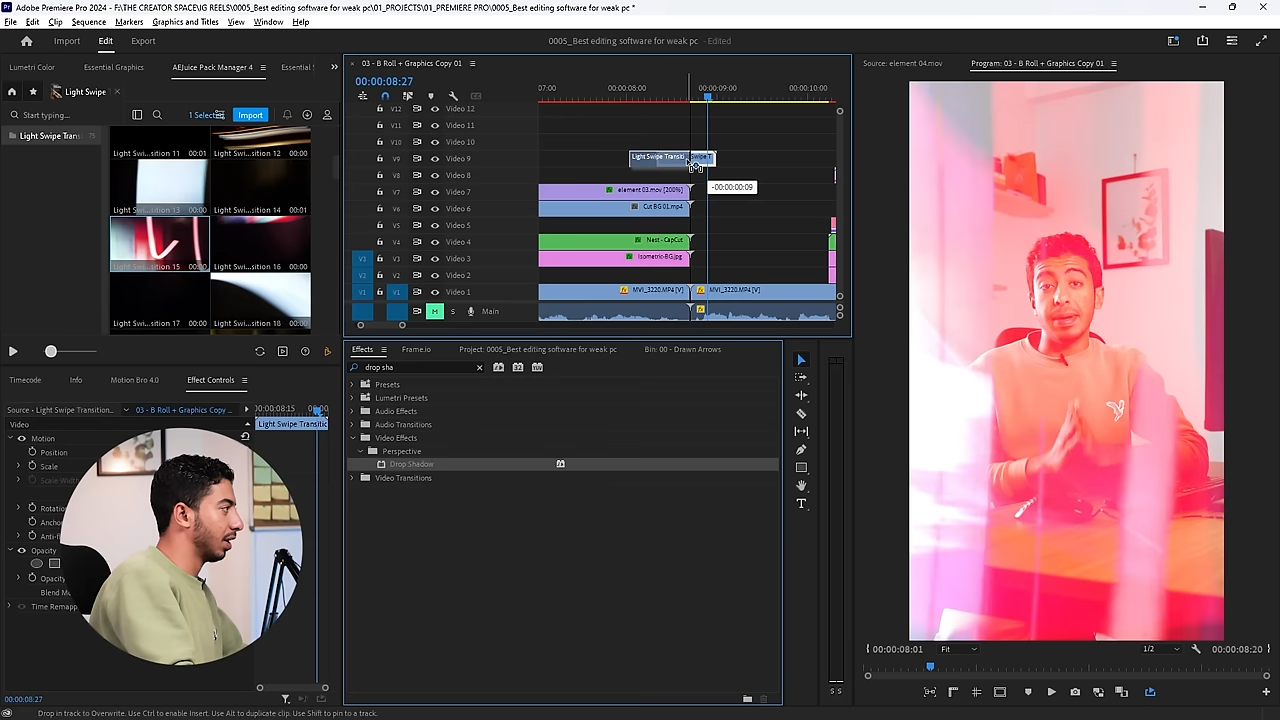 Adobe Premiere Pro 2024 - F:\THE CREATOR SPACE\IG REELS\0005_Best editing software for weak pc\01_PROJECTS\01_PREMIERE PRO\0005_Best editing software for weak pc *
File Edit Clip Sequence Markers Graphics and Titles View Window Help
Import Edit Export
0005_Best editing software for weak pc - Edited
Lumetri Color Essential Graphics AEJuice Pack Manager 4 Essential
03 - B Roll + Graphics Copy 01
Source: element 04.mov
Program: 03 - B Roll + Graphics Copy 01
Light Swipe
00:00:08:27
07:00 00:00:08:00 00:00:09:00 00:00:10:00
Start typing...
1 Selected
Import
Light Swipe Tran
75
Light Swi...sition 11 00:01
Light Swi...sition 12 00:00
Light Swi...sition 13 00:00
Light Swi...sition 14 00:01
Light Swi...sition 15 00:00
Light Swi...sition 16 00:00
Light Swi...sition 17 00:00
Light Swi...sition 18 00:00
V12 Video 12
V11 Video 11
V10 Video 10
V9 Video 9
Light Swipe Transiti
V8 Video 8
-00:00:00:09
V7 Video 7
element 03.mov [200%]
V6 Video 6
Cut BG 01.mp4
V5 Video 5
V4 Video 4
Nest - CapCut
V3 V3 Video 3
Isometric-BG.jpg
V2 V2 Video 2
V1 V1 Video 1
MVI_3220.MP4 [V] MVI_3220.MP4 [V]
M S Main
Effects Frame.io Project: 0005_Best editing software for weak pc Bin: 00 - Drawn Arrows
drop sha
Presets
Lumetri Presets
Audio Effects
Audio Transitions
Video Effects
Perspective
Drop Shadow
Video Transitions
Timecode Info Motion Bro 4.0 Effect Controls
Source - Light Swipe Transition...
03 - B Roll + Graphics Copy ...
00:00:08:15
Video
Light Swipe Transitic
Motion
Position
Scale
Scale Width
Rotation
Anchor
Anti-f
Opacity
Opacity
Blend M
Time Remapp
00:00:08:27
00:00:08:01
Fit
1/2
00:00:08:20
S S
T
Drop in track to Overwrite. Use Ctrl to enable Insert. Use Alt to duplicate clip. Use Shift to pin to a track.